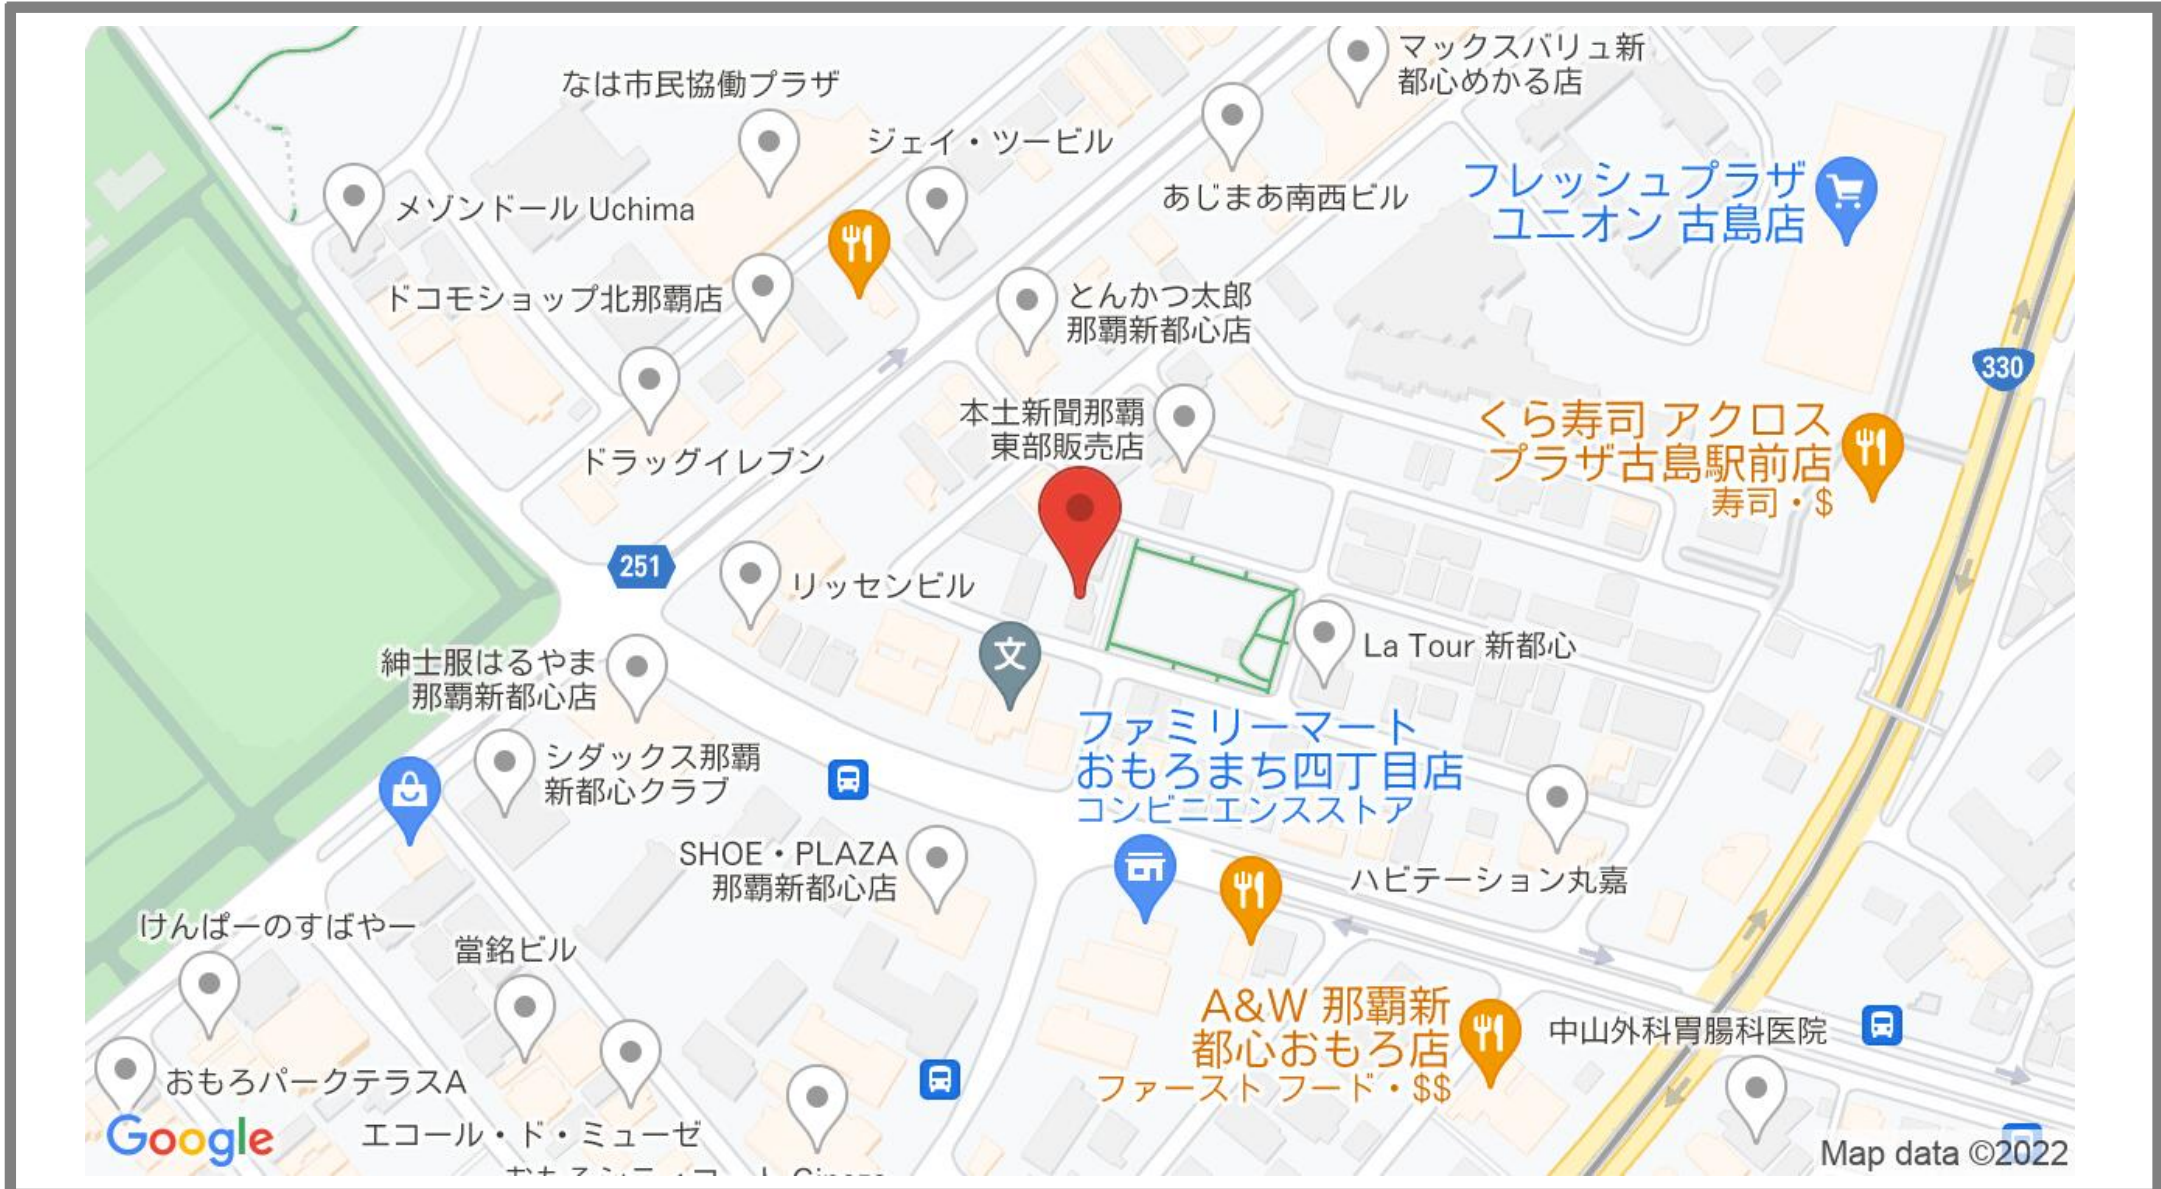 マックスバリュ新
都心めかる店
なは市民協働プラザ
ジェイ・ツービル
あじまあ南西ビル
フレッシュプラザ
ユニオン 古島店
メゾンドール Uchima
ドコモショップ北那覇店
とんかつ太郎
那覇新都心店
330
本土新聞那覇
東部販売店
くら寿司 アクロス
プラザ古島駅前店
寿司・$
ドラッグイレブン
251
リッセンビル
文
La Tour 新都心
紳士服はるやま
那覇新都心店
シダックス那覇
新都心クラブ
ファミリーマート
おもろまち四丁目店
コンビニエンスストア
SHOE・PLAZA
那覇新都心店
ハビテーション丸嘉
けんぱーのすばやー
當銘ビル
A&W 那覇新
都心おもろ店
ファースト フード・$$
中山外科胃腸科医院
おもろパークテラスA
エコール・ド・ミューゼ
Google
Map data ©2022